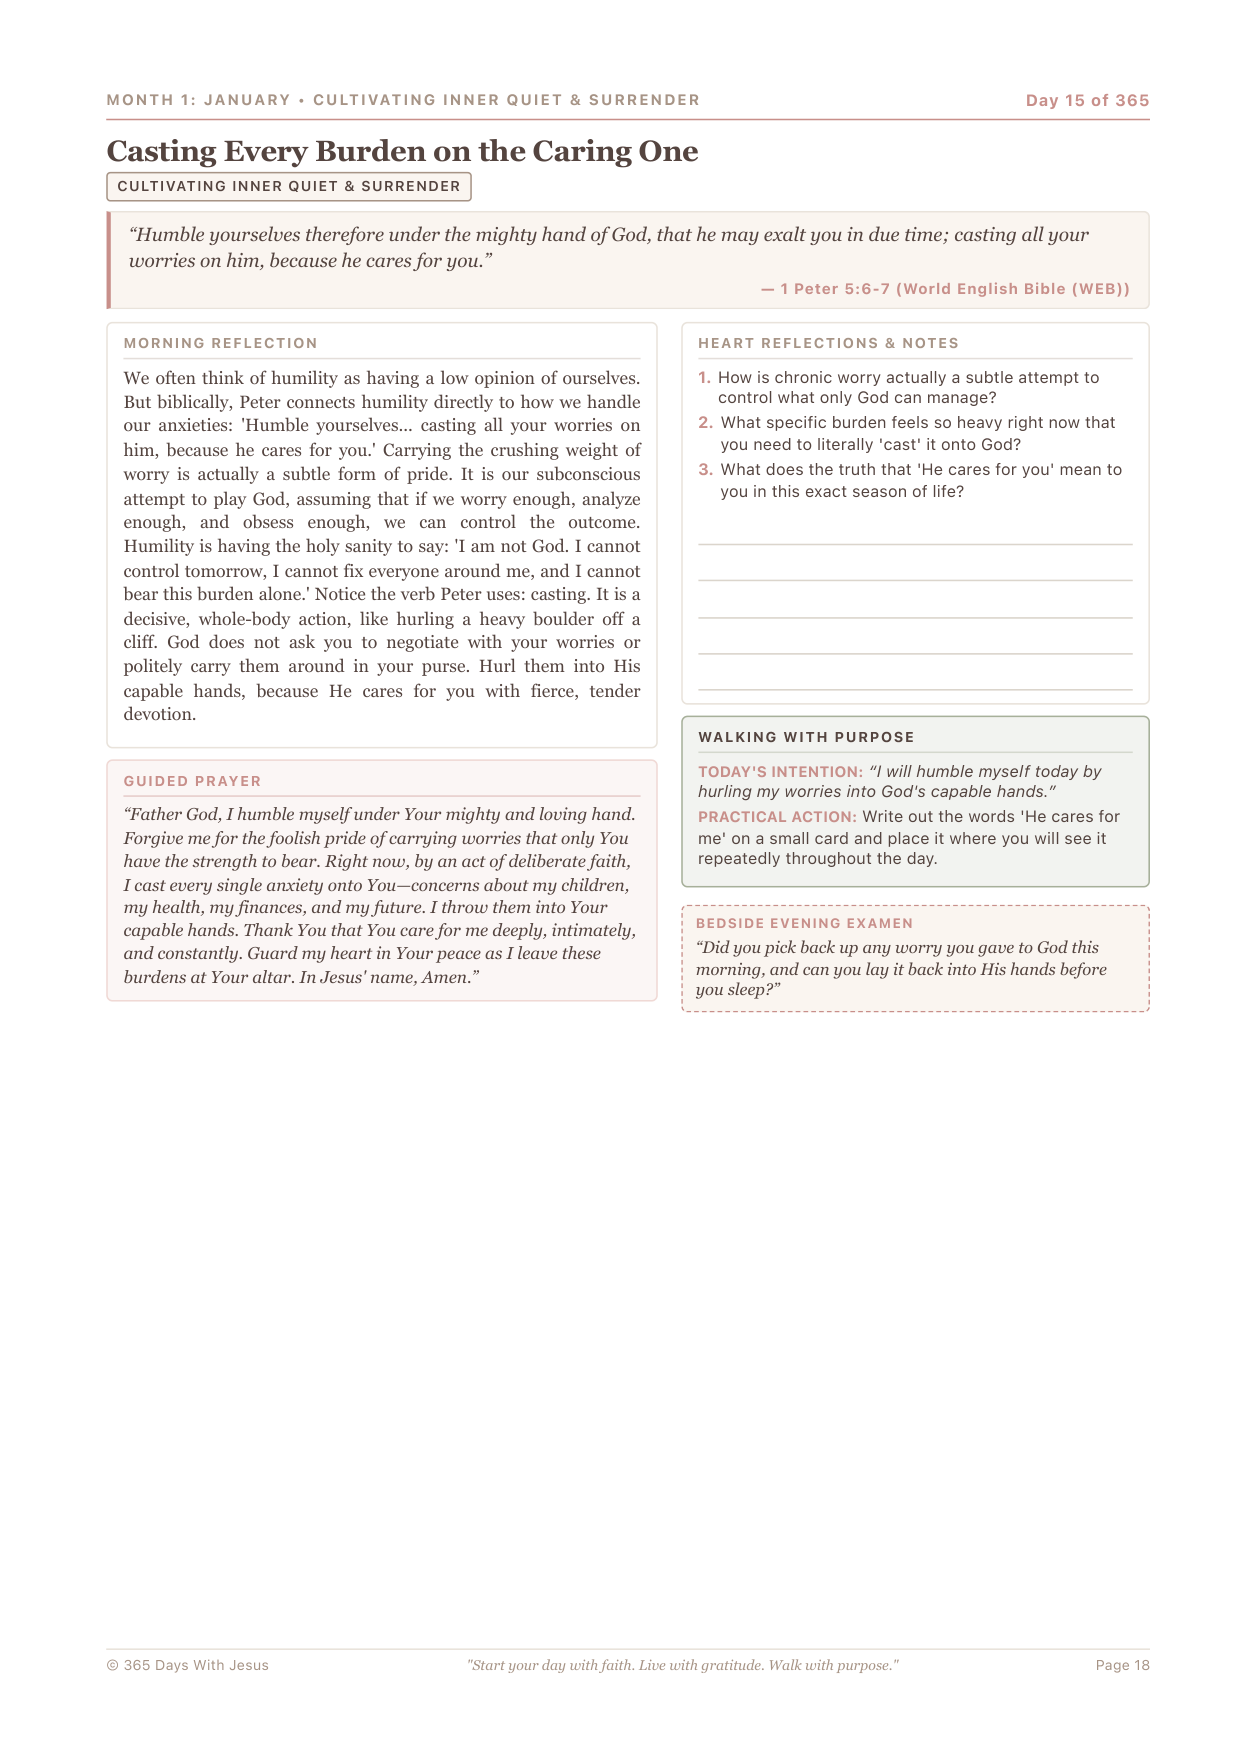 MONTH 1: JANUARY • CULTIVATING INNER QUIET & SURRENDER
Day 15 of 365
Casting Every Burden on the Caring One
CULTIVATING INNER QUIET & SURRENDER
“Humble yourselves therefore under the mighty hand of God, that he may exalt you in due time; casting all your
worries on him, because he cares for you.”
— 1 Peter 5:6-7 (World English Bible (WEB))
MORNING REFLECTION
We often think of humility as having a low opinion of ourselves.
But biblically, Peter connects humility directly to how we handle
our anxieties: 'Humble yourselves... casting all your worries on
him, because he cares for you.' Carrying the crushing weight of
worry is actually a subtle form of pride. It is our subconscious
attempt to play God, assuming that if we worry enough, analyze
enough, and obsess enough, we can control the outcome.
Humility is having the holy sanity to say: 'I am not God. I cannot
control tomorrow, I cannot fix everyone around me, and I cannot
bear this burden alone.' Notice the verb Peter uses: casting. It is a
decisive, whole-body action, like hurling a heavy boulder off a
cliff. God does not ask you to negotiate with your worries or
politely carry them around in your purse. Hurl them into His
capable hands, because He cares for you with fierce, tender
devotion.
GUIDED PRAYER
“Father God, I humble myself under Your mighty and loving hand.
Forgive me for the foolish pride of carrying worries that only You
have the strength to bear. Right now, by an act of deliberate faith,
I cast every single anxiety onto You—concerns about my children,
my health, my finances, and my future. I throw them into Your
capable hands. Thank You that You care for me deeply, intimately,
and constantly. Guard my heart in Your peace as I leave these
burdens at Your altar. In Jesus' name, Amen.”
HEART REFLECTIONS & NOTES
1. How is chronic worry actually a subtle attempt to
control what only God can manage?
2. What specific burden feels so heavy right now that
you need to literally 'cast' it onto God?
3. What does the truth that 'He cares for you' mean to
you in this exact season of life?
WALKING WITH PURPOSE
TODAY'S INTENTION: “I will humble myself today by
hurling my worries into God's capable hands.”
PRACTICAL ACTION: Write out the words 'He cares for
me' on a small card and place it where you will see it
repeatedly throughout the day.
BEDSIDE EVENING EXAMEN
“Did you pick back up any worry you gave to God this
morning, and can you lay it back into His hands before
you sleep?”
© 365 Days With Jesus
"Start your day with faith. Live with gratitude. Walk with purpose."
Page 18